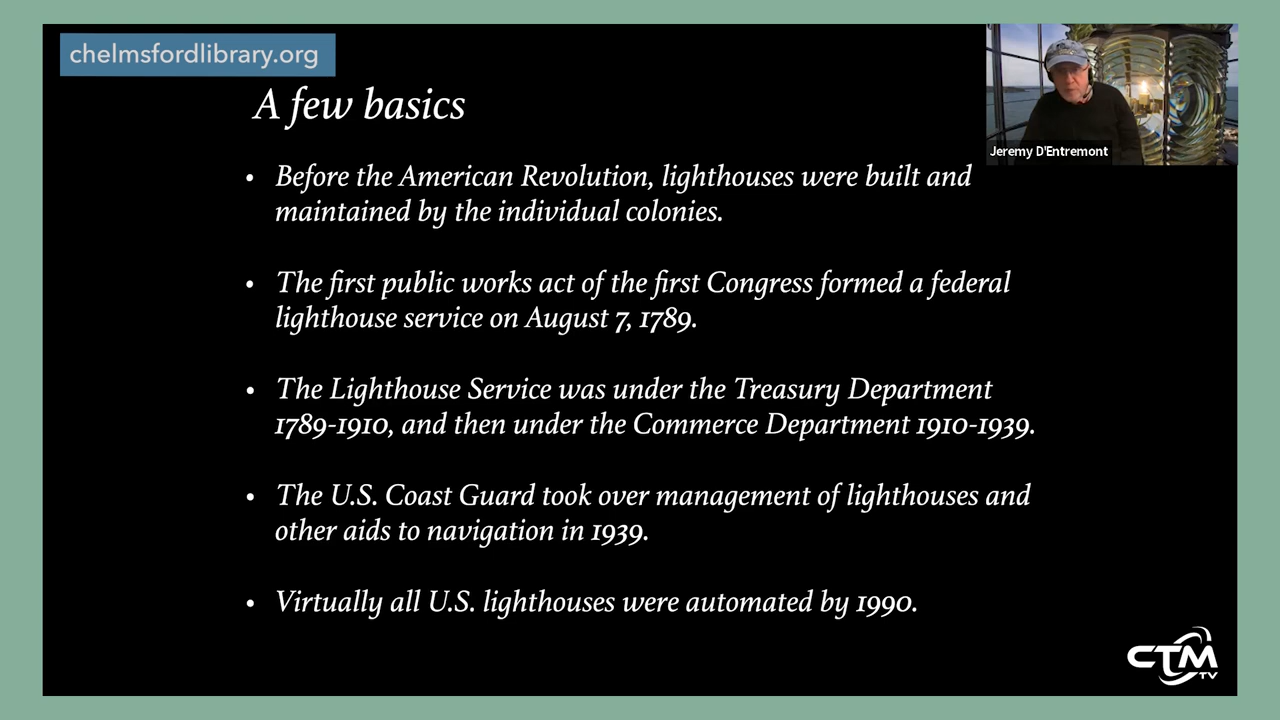 chelmsfordlibrary.org
A few basics
Jeremy D'Entremont
• Before the American Revolution, lighthouses were built and
maintained by the individual colonies.
• The first public works act of the first Congress formed a federal
lighthouse service on August 7, 1789.
• The Lighthouse Service was under the Treasury Department
1789-1910, and then under the Commerce Department 1910-1939.
• The U.S. Coast Guard took over management of lighthouses and
other aids to navigation in 1939.
• Virtually all U.S. lighthouses were automated by 1990.
CTM
TV